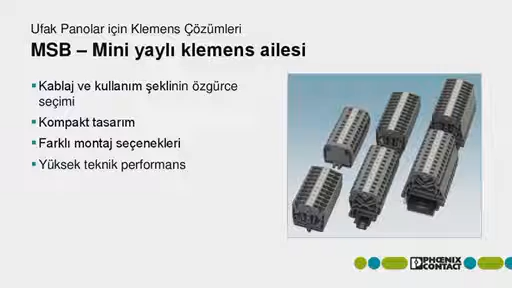 Ufak Panolar için Klemens Çözümleri
MSB – Mini yaylı klemens ailesi
Kablaj ve kullanım şeklinin özgürce
seçimi
Kompakt tasarım
Farklı montaj seçenekleri
Yüksek teknik performans
PHŒNIX
CONTACT